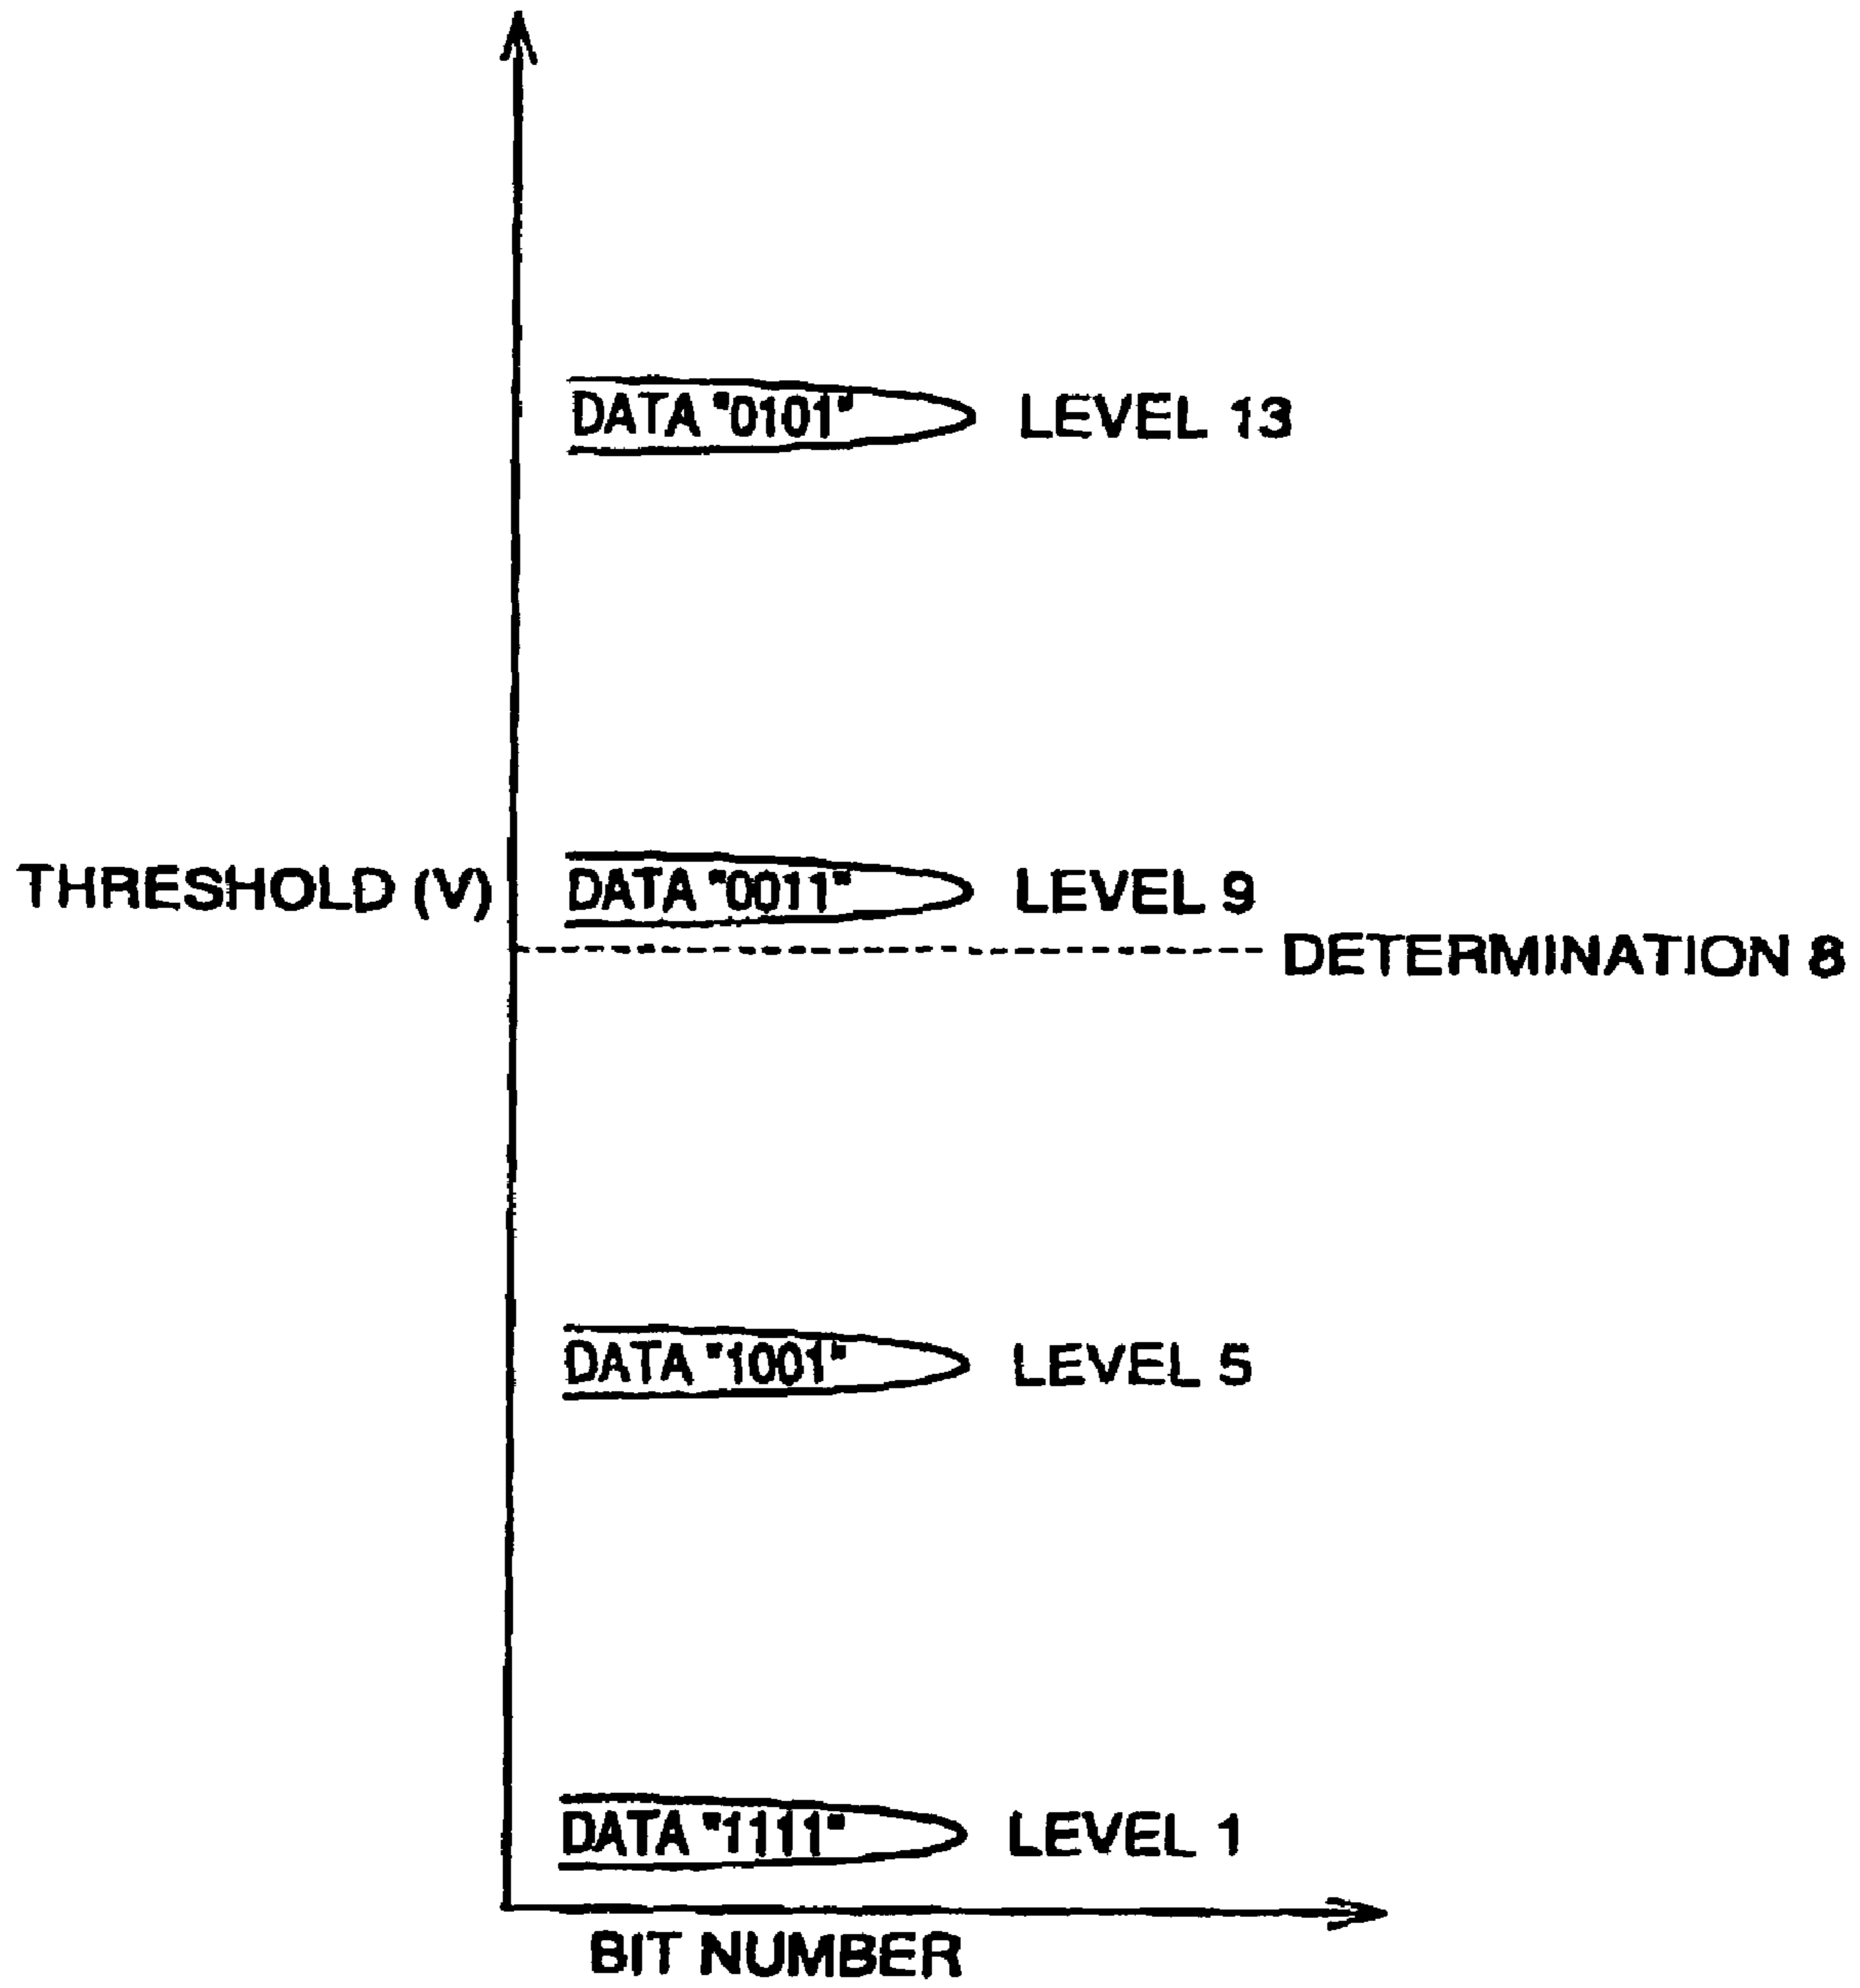 DATA "0101" LEVEL 13
THRESHOLD (V) DATA "0011" LEVEL 9
DETERMINATION 8
DATA "1001" LEVEL 5
DATA "1111" LEVEL 1
BIT NUMBER